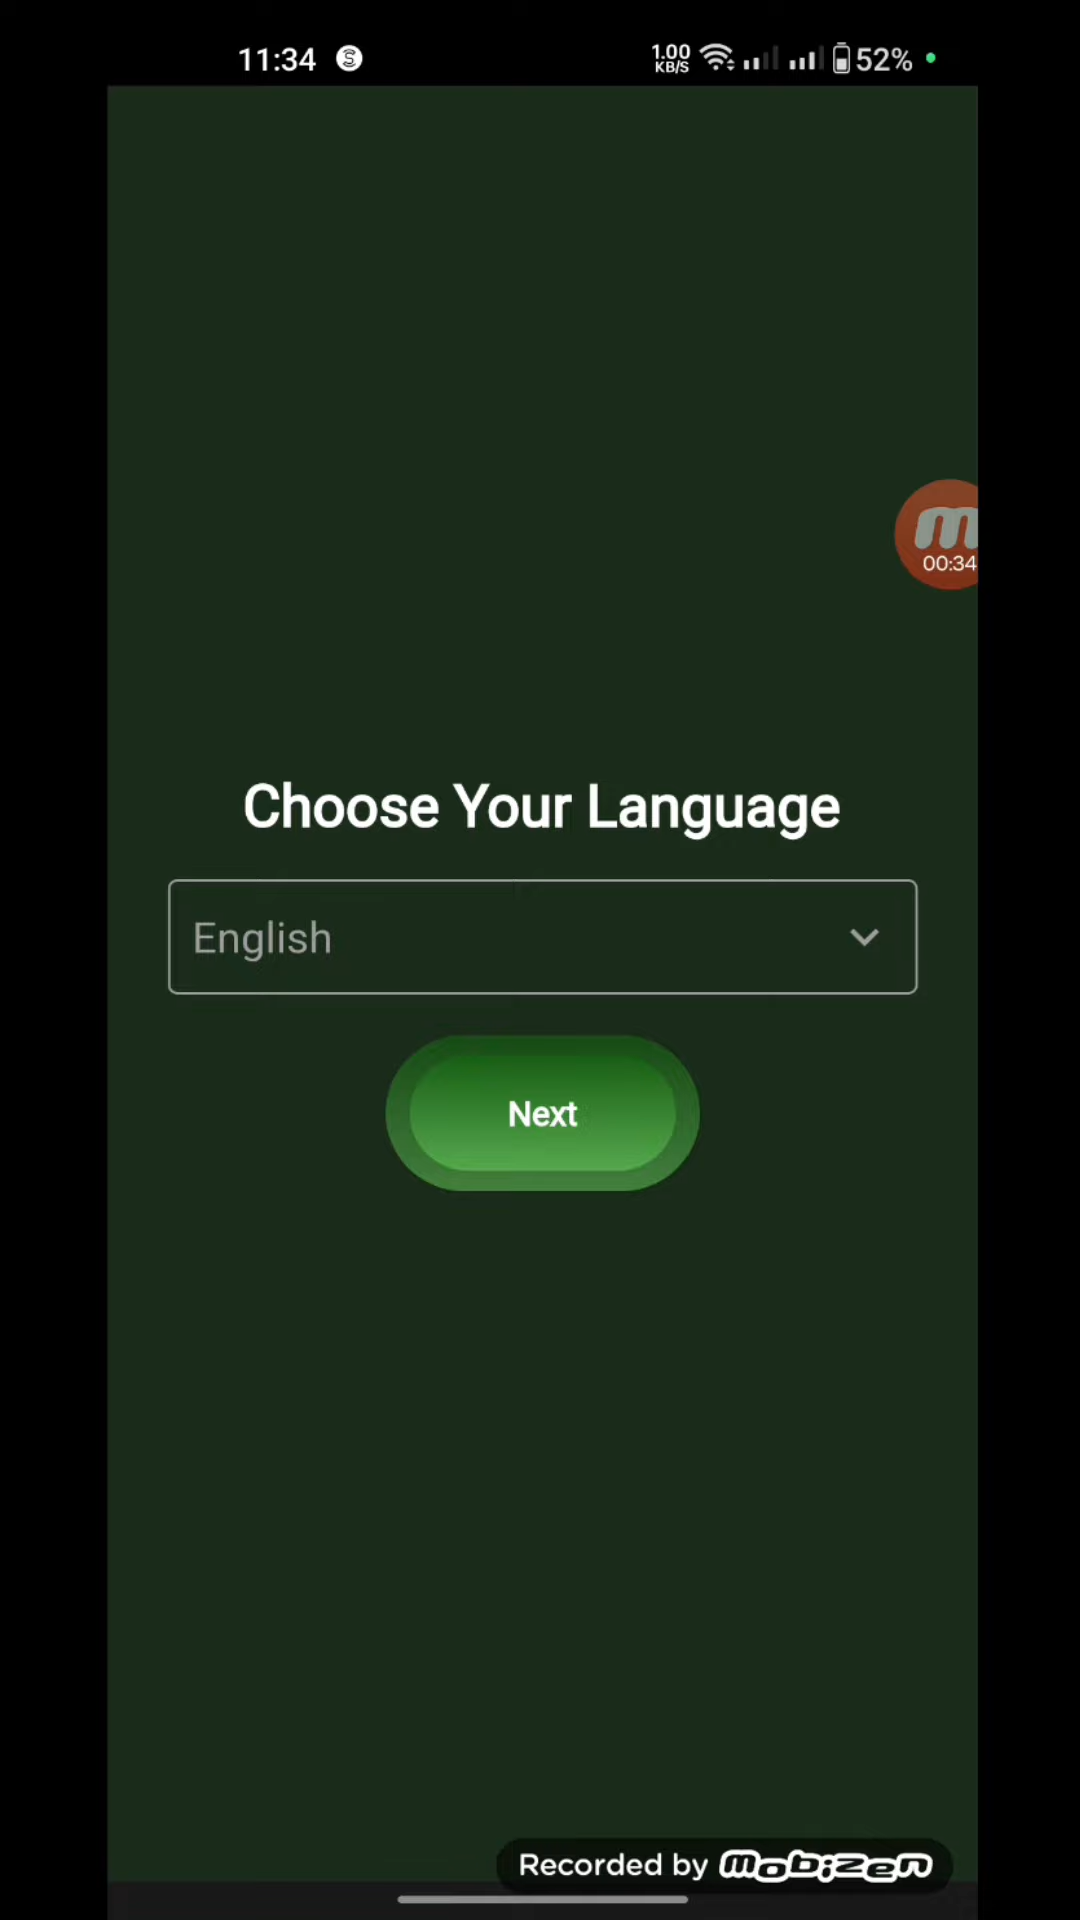 11:34
1.00
KB/S
52%
00:34
Choose Your Language
English
Next
Recorded by mobizen